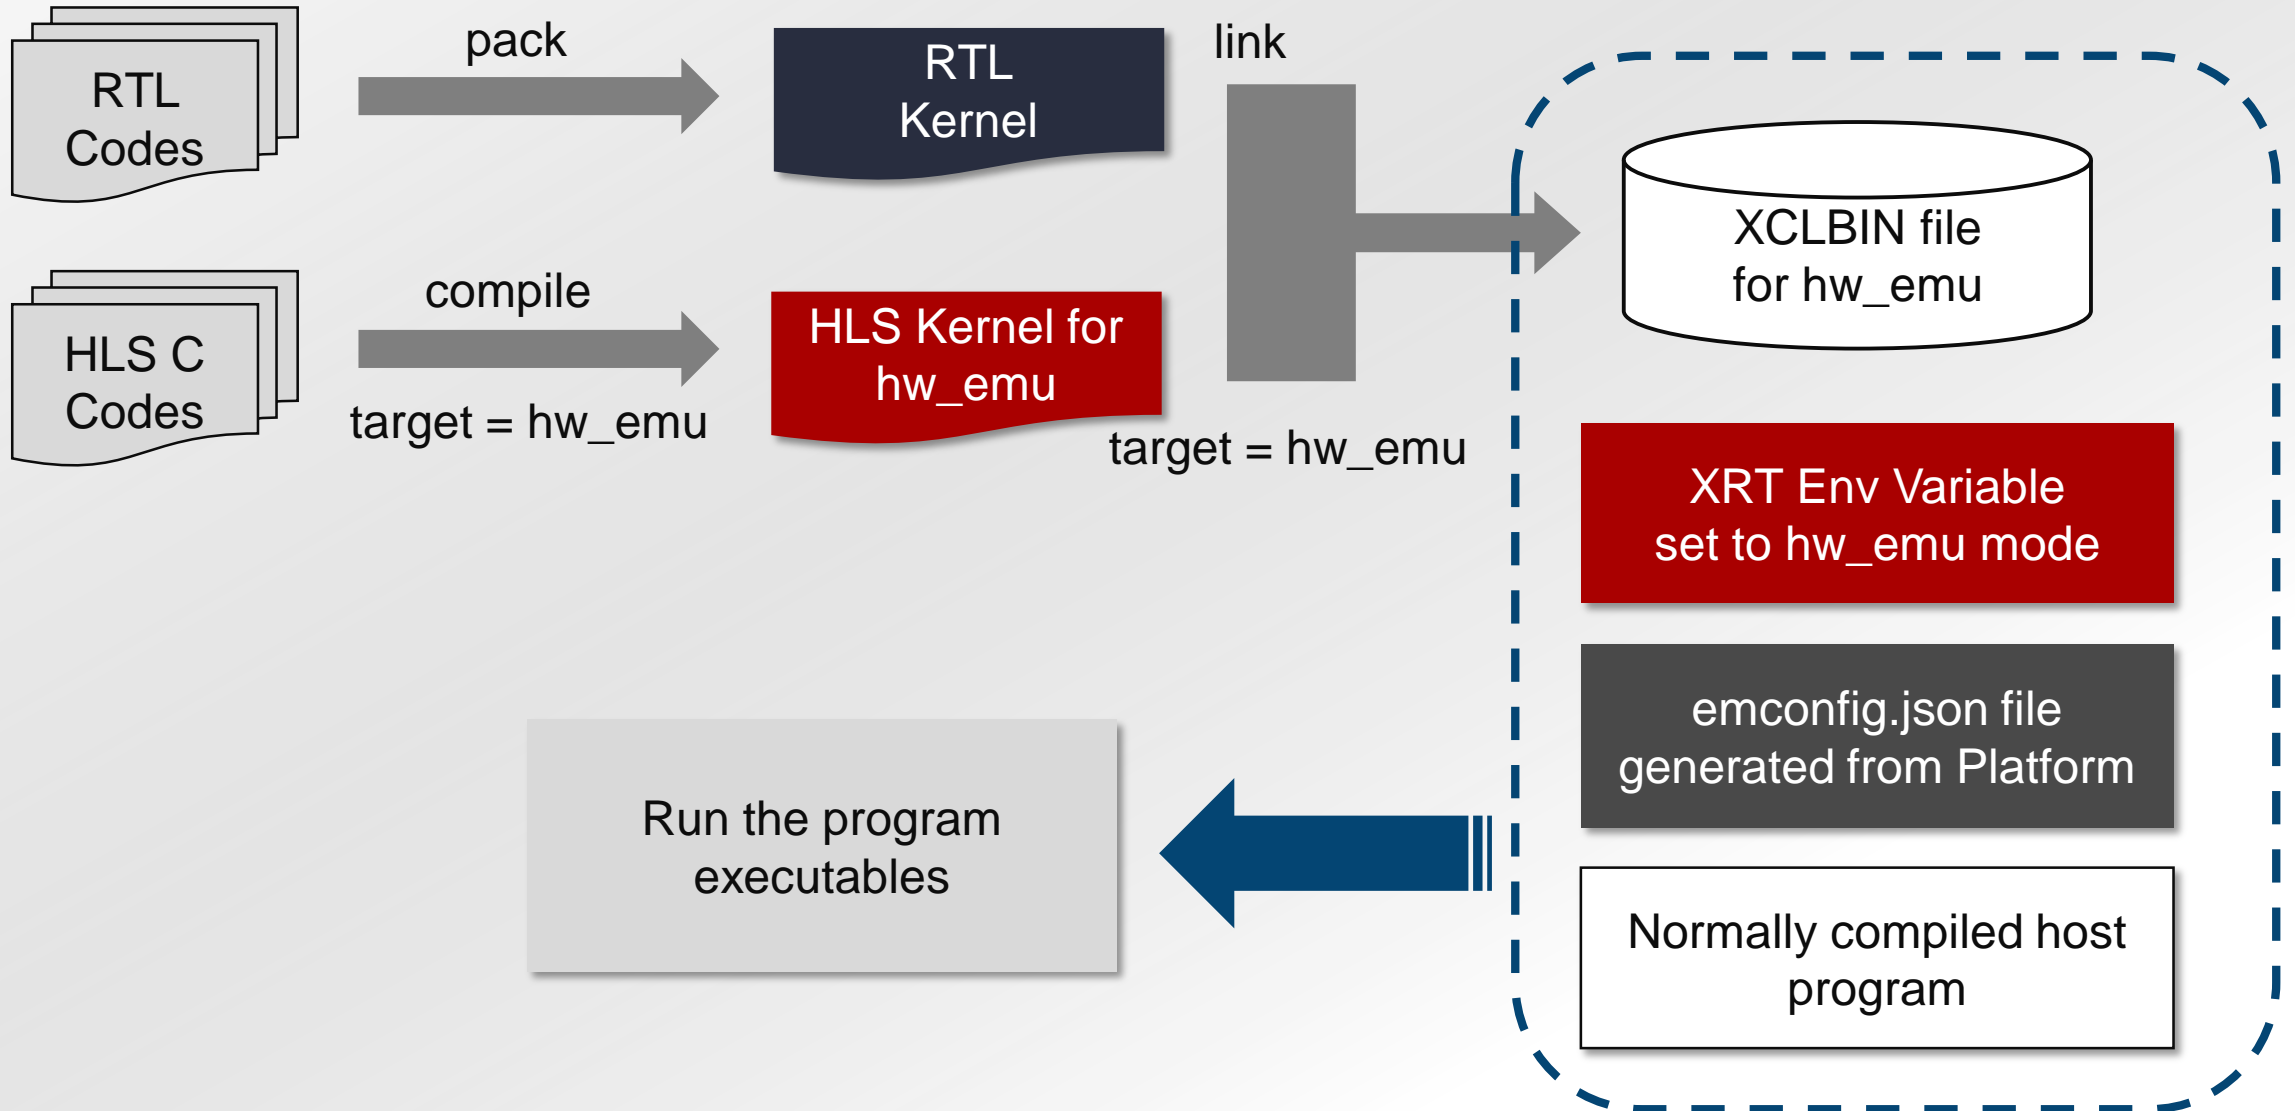 RTL
Codes
pack
RTL
Kernel
link
HLS C
Codes
compile
target = hw_emu
HLS Kernel for
hw_emu
target = hw_emu
XCLBIN file
for hw_emu
XRT Env Variable
set to hw_emu mode
emconfig.json file
generated from Platform
Normally compiled host
program
Run the program
executables